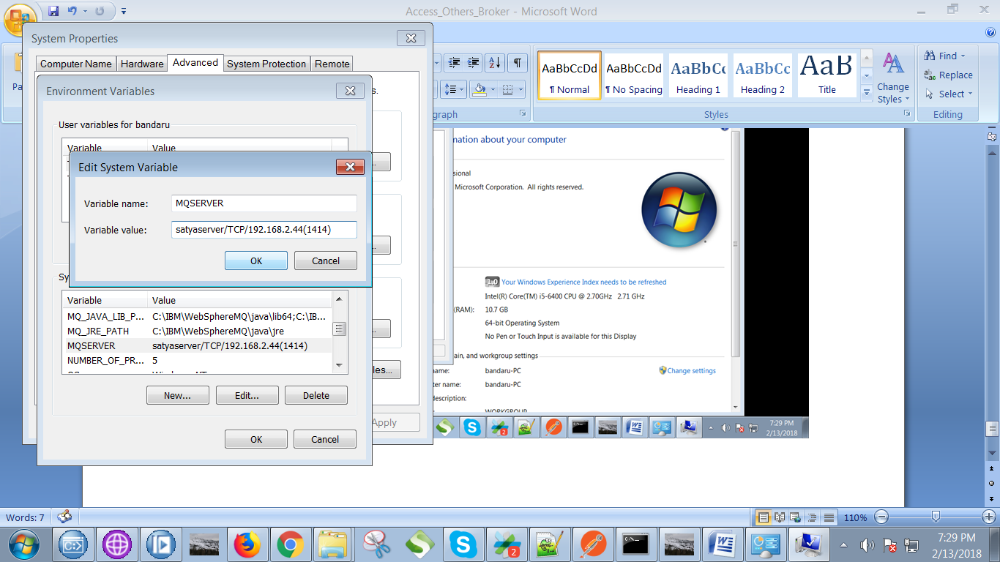 Access_Others_Broker - Microsoft Word
System Properties
Computer Name Hardware Advanced System Protection Remote
Environment Variables
User variables for bandaru
Variable Value
Edit System Variable
Variable name: MQSERVER
Variable value: satyaserver/TCP/192.168.2.44(1414)
OK Cancel
Variable Value
MQ_JAVA_LIB_P... C:\IBM\WebSphereMQ\java\lib64;C:\IB...
MQ_JRE_PATH C:\IBM\WebSphereMQ\java\jre
MQSERVER satyaserver/TCP/192.168.2.44(1414)
NUMBER_OF_PR... 5
New... Edit... Delete
OK Cancel
Apply
AaBbCcDd AaBbCcDd AaBbCc AaBbCc AaB
¶ Normal ¶ No Spacing Heading 1 Heading 2 Title
Change
Styles
Styles
Find
Replace
Select
Editing
mation about your computer
sional
Microsoft Corporation. All rights reserved.
1.0 Your Windows Experience Index needs to be refreshed
Intel(R) Core(TM) i5-6400 CPU @ 2.70GHz 2.71 GHz
(RAM): 10.7 GB
64-bit Operating System
No Pen or Touch Input is available for this Display
ain, and workgroup settings
name: bandaru-PC Change settings
ter name: bandaru-PC
description:
WORKGROUP
7:29 PM
2/13/2018
Words: 7
110%
7:29 PM
2/13/2018